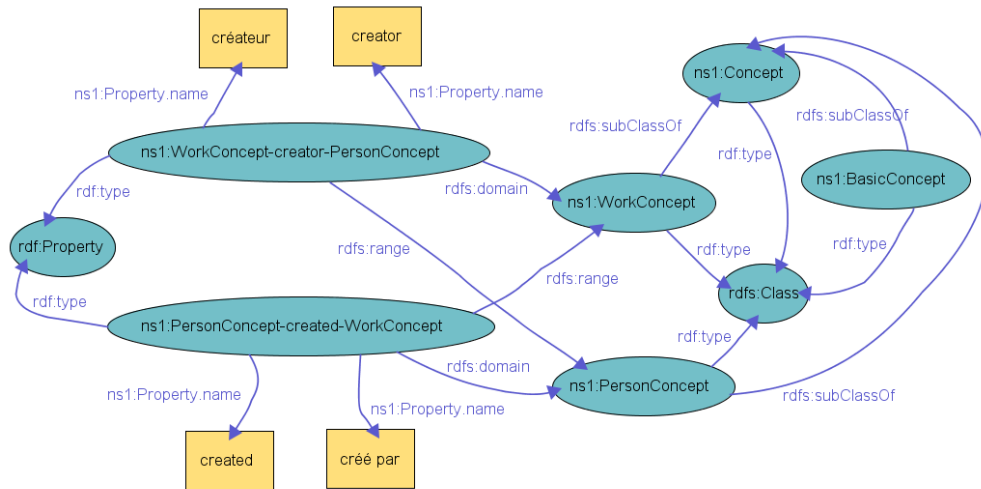 créateur
creator
ns1:Concept
ns1:Property.name
ns1:Property.name
rdfs:subClassOf
rdfs:subClassOf
ns1:WorkConcept-creator-PersonConcept
rdf:type
rdf:type
rdfs:domain
ns1:BasicConcept
ns1:WorkConcept
rdf:Property
rdfs:range
rdfs:range
rdf:type
rdf:type
rdf:type
rdfs:Class
ns1:PersonConcept-created-WorkConcept
rdf:type
rdfs:domain
ns1:PersonConcept
ns1:Property.name
rdfs:subClassOf
ns1:Property.name
created
créé par